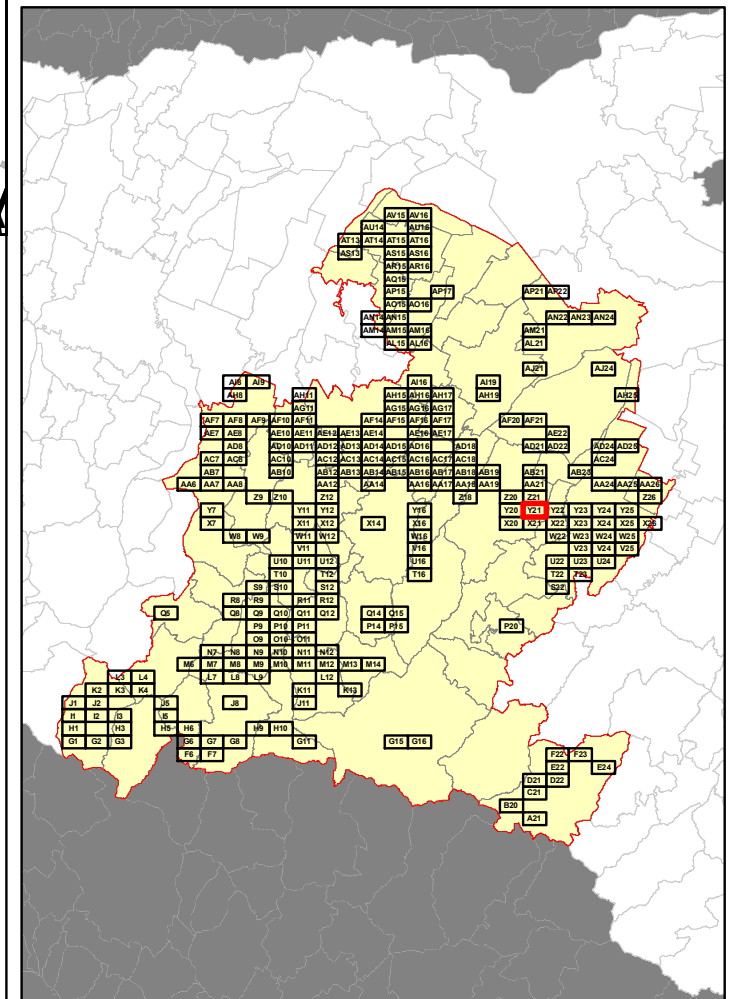 AV15 AV16
AU14 AU16
AT13 AT14 AT15 AT16
AS13 AS15 AS16
AR15 AR16
AQ15
AP15 AP17 AP21 AP22
AO15 AO16
AN14 AN15 AN22 AN23 AN24
AM14 AM15 AM16 AM21
AL15 AL16 AL21
AJ21 AJ24
AI8 AI9 AI16 AI19
AH8 AH11 AH15 AH16 AH17 AH19 AH25
AG11 AG15 AG16 AG17
AF7 AF8 AF9 AF10 AF11 AF14 AF15 AF16 AF17 AF20 AF21
AE7 AE8 AE10 AE11 AE12 AE13 AE14 AE16 AE17 AE22
AD8 AD10 AD11 AD12 AD13 AD14 AD15 AD16 AD18 AD21 AD22 AD24 AD25
AC7 AC8 AC10 AC12 AC13 AC14 AC15 AC16 AC17 AC18 AC24
AB7 AB10 AB12 AB13 AB14 AB15 AB16 AB17 AB18 AB19 AB21 AB23
AA6 AA7 AA8 AA12 AA14 AA16 AA17 AA18 AA19 AA21 AA24 AA25 AA26
Z9 Z10 Z12 Z18 Z20 Z21 Z26
Y7 Y11 Y12 Y16 Y20 Y21 Y22 Y23 Y24 Y25
X7 X11 X12 X14 X16 X20 X21 X22 X23 X24 X25 X26
W8 W9 W11 W12 W16 W22 W23 W24 W25
V11 V16 V23 V24 V25
U10 U11 U12 U16 U22 U23 U24
T10 T12 T16 T22 T23
S9 S10 S12 S22
R8 R9 R11 R12
Q5 Q8 Q9 Q10 Q11 Q12 Q14 Q15
P9 P10 P11 P14 P15 P20
O9 O10 O11
N7 N8 N9 N10 N11 N12
M6 M7 M8 M9 M10 M11 M12 M13 M14
L3 L4 L7 L8 L9 L12
K2 K3 K4 K11 K13
J1 J2 J5 J8 J11
I1 I2 I3 I5
H1 H3 H5 H6 H9 H10
G1 G2 G3 G6 G7 G8 G11 G15 G16
F6 F7 F22 F23
E22 E24
D21 D22
C21
B20
A21